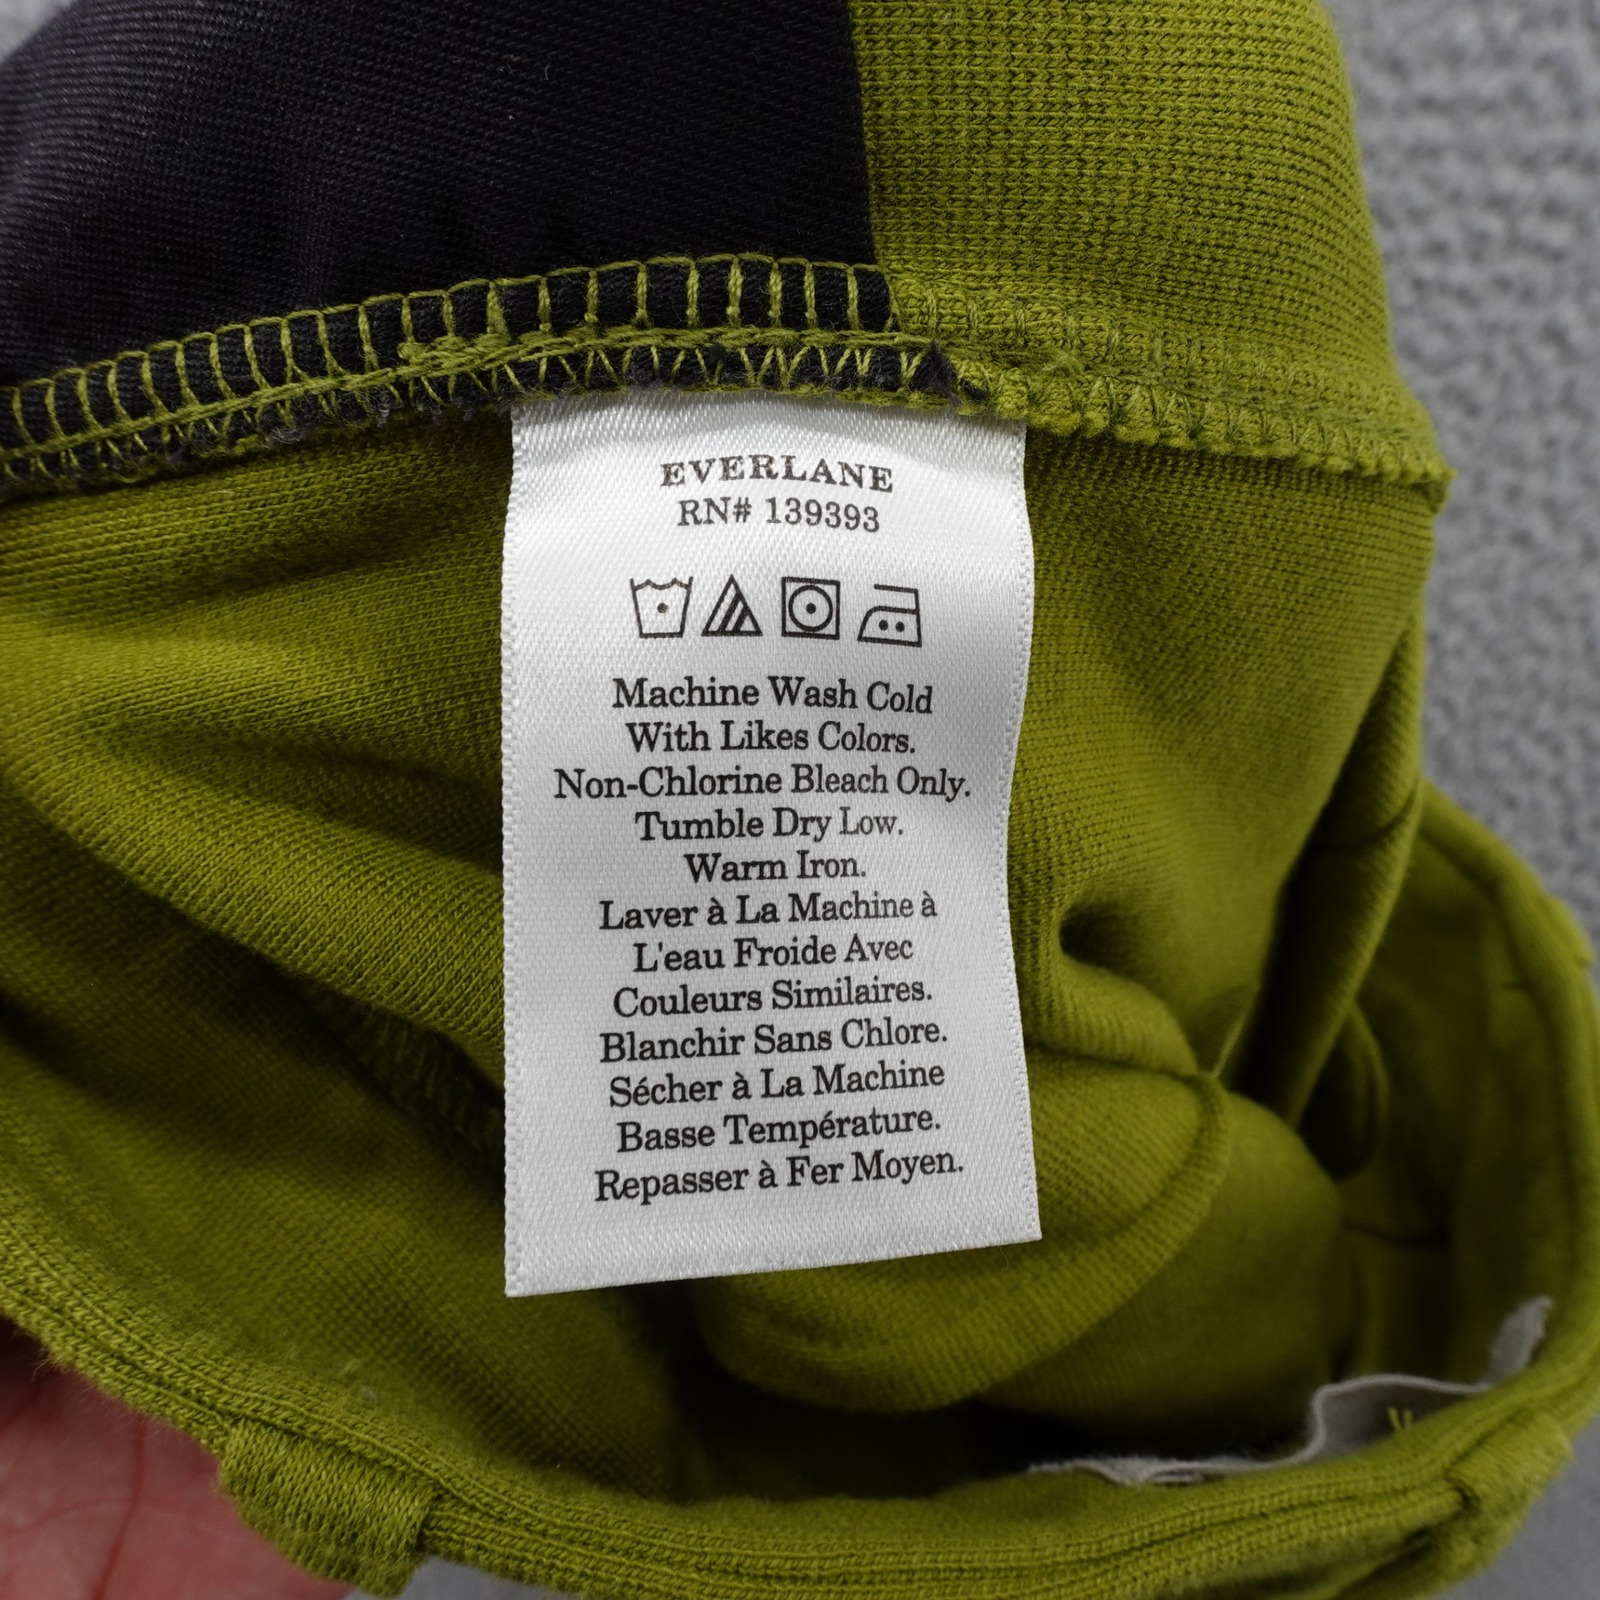 EVERLANE
RN# 139393
Machine Wash Cold
With Likes Colors.
Non-Chlorine Bleach Only.
Tumble Dry Low.
Warm Iron.
Laver à La Machine à
L'eau Froide Avec
Couleurs Similaires.
Blanchir Sans Chlore.
Sécher à La Machine
Basse Température.
Repasser à Fer Moyen.